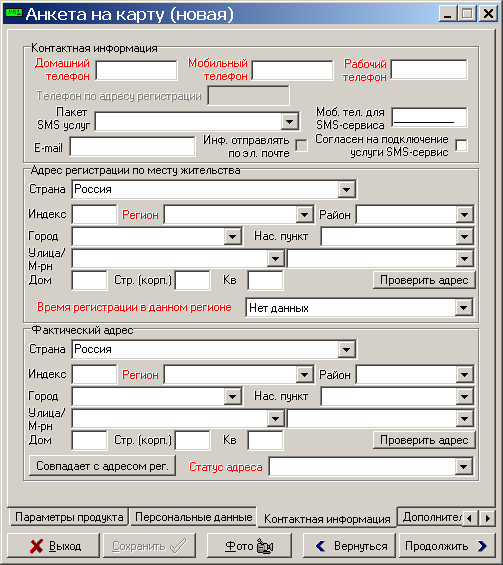 Анкета на карту (новая)
Контактная информация
Домашний телефон
Мобильный телефон
Рабочий телефон
Телефон по адресу регистрации
Пакет SMS услуг
Моб. тел. для SMS-сервиса
E-mail
Инф. отправлять по эл. почте
Согласен на подключение услуги SMS-сервис
Адрес регистрации по месту жительства
Страна Россия
Индекс Регион Район
Город Нас. пункт
Улица/ М-рн
Дом Стр. (корп.) Кв Проверить адрес
Время регистрации в данном регионе Нет данных
Фактический адрес
Страна Россия
Индекс Регион Район
Город Нас. пункт
Улица/ М-рн
Дом Стр. (корп.) Кв Проверить адрес
Совпадает с адресом рег. Статус адреса
Параметры продукта Персональные данные Контактная информация Дополнител
Выход Сохранить Фото Вернуться Продолжить